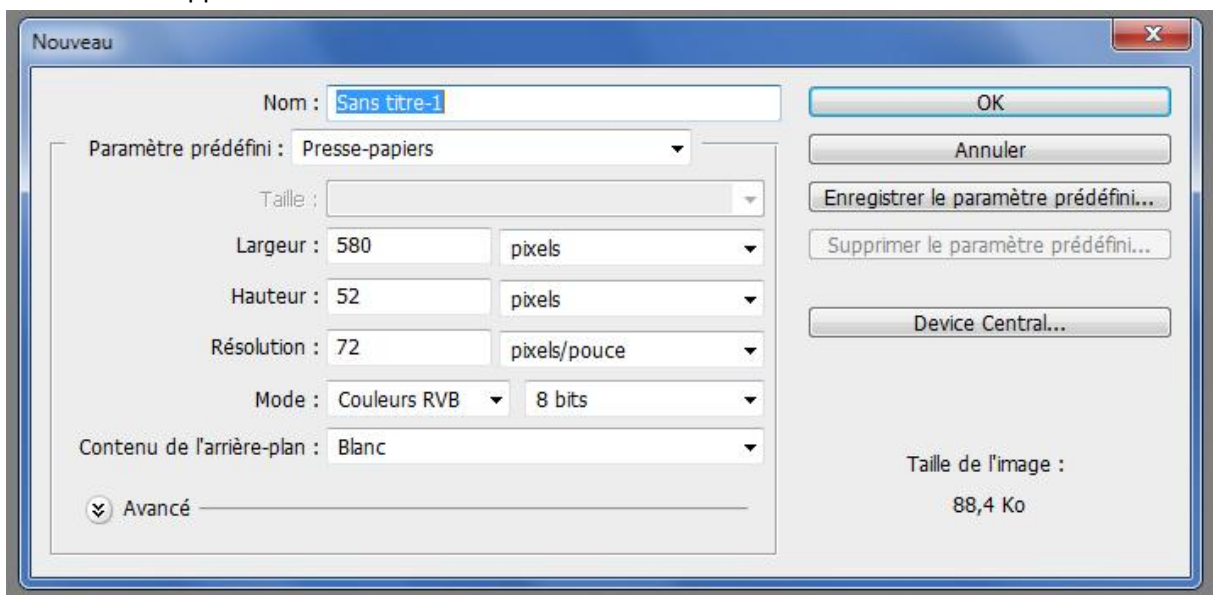 Nouveau
Nom : Sans titre-1
Paramètre prédéfini : Presse-papiers
Taille :
Largeur : 580 pixels
Hauteur : 52 pixels
Résolution : 72 pixels/pouce
Mode : Couleurs RVB 8 bits
Contenu de l'arrière-plan : Blanc
Avancé
OK
Annuler
Enregistrer le paramètre prédéfini...
Supprimer le paramètre prédéfini...
Device Central...
Taille de l'image :
88,4 Ko